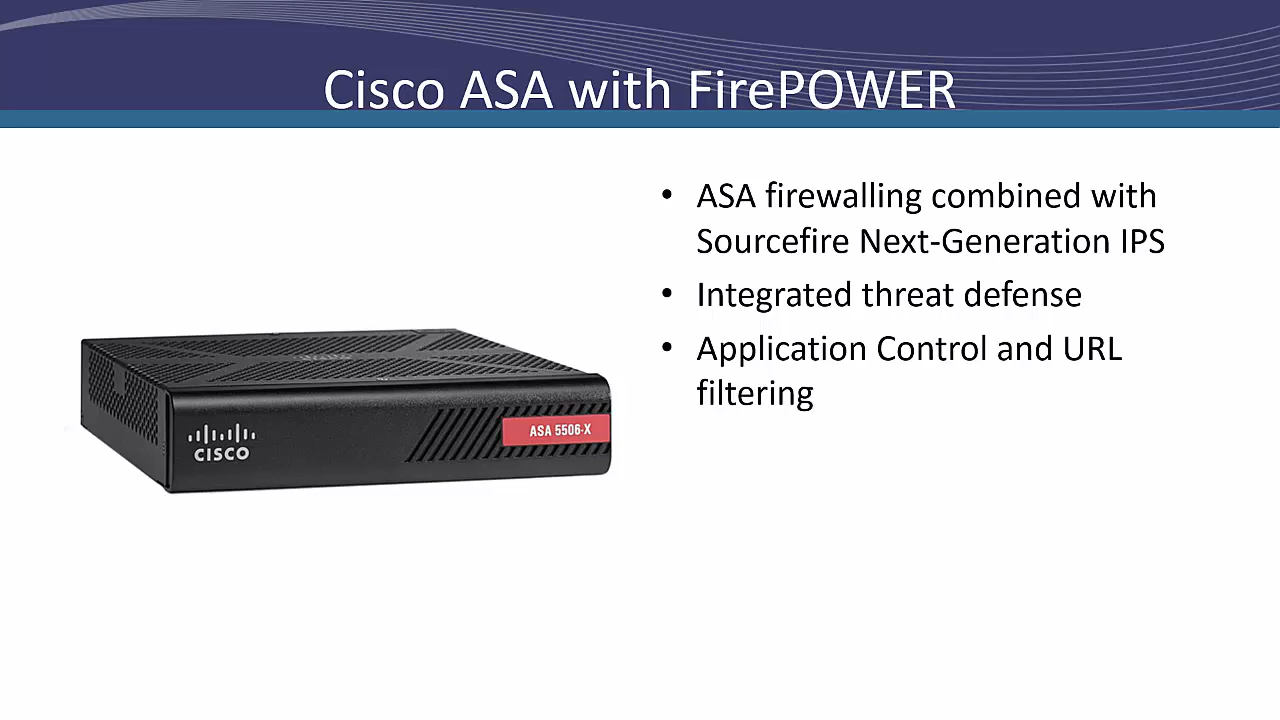 Cisco ASA with FirePOWER
• ASA firewalling combined with
Sourcefire Next-Generation IPS
• Integrated threat defense
• Application Control and URL
filtering
CISCO
ASA 5506-X